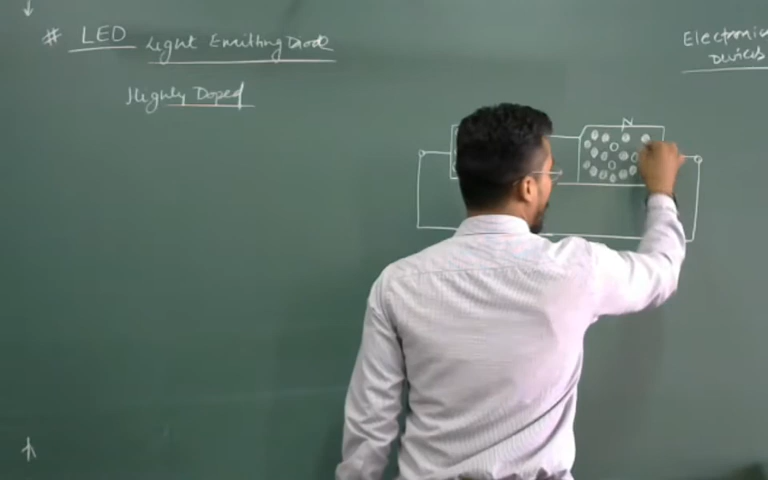 # LED Light Emitting Diode
Highly Doped
Electronic
Devices
N